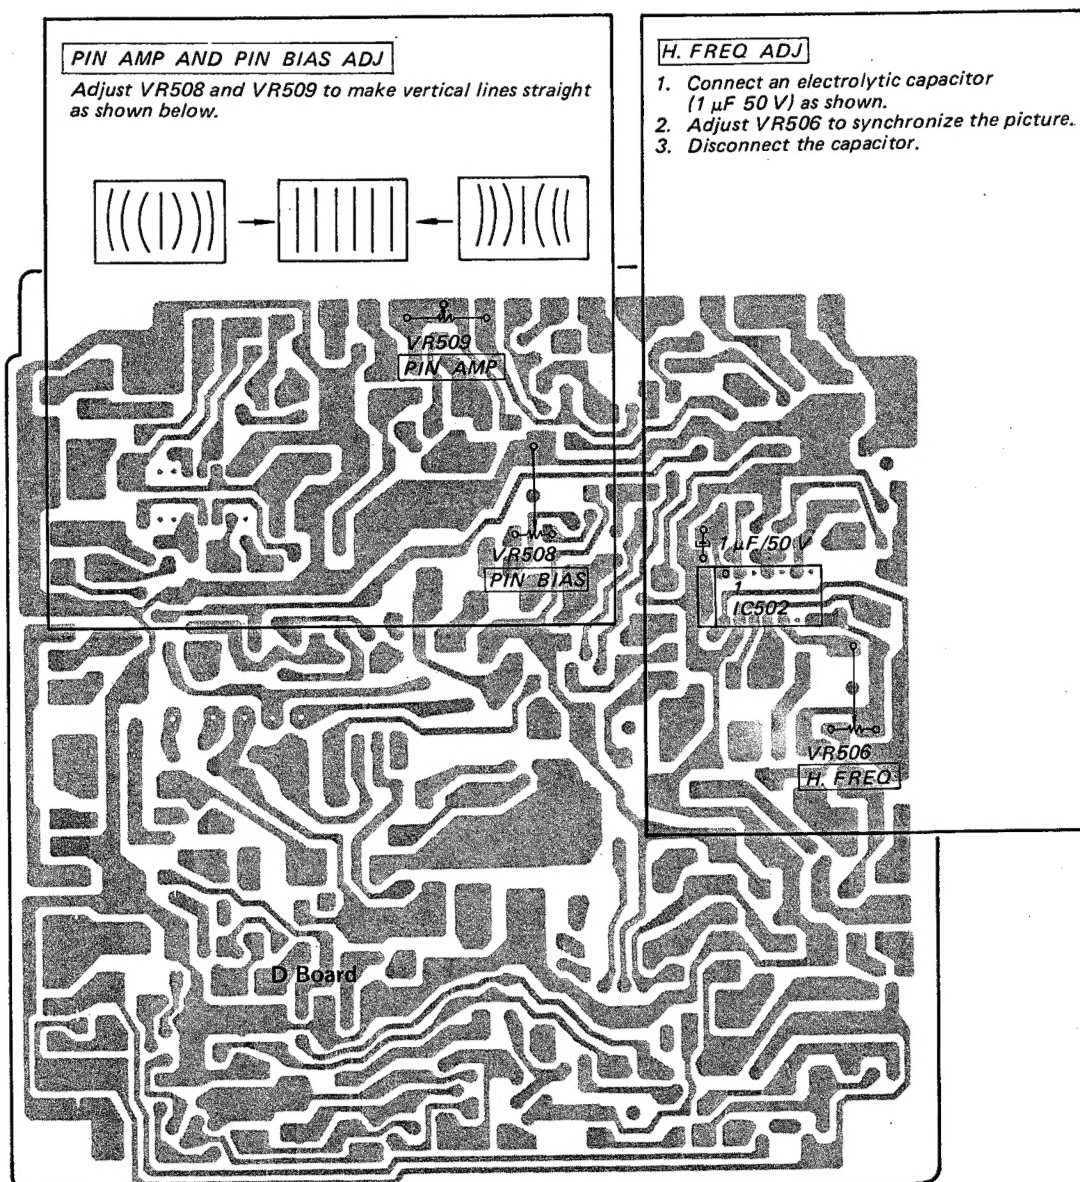 PIN AMP AND PIN BIAS ADJ
Adjust VR508 and VR509 to make vertical lines straight
as shown below.
H. FREQ ADJ
1. Connect an electrolytic capacitor
(1 μF 50 V) as shown.
2. Adjust VR506 to synchronize the picture.
3. Disconnect the capacitor.
VR509
PIN AMP
VR508
PIN BIAS
1 μF/50 V
1
IC502
VR506
H. FREQ
D Board